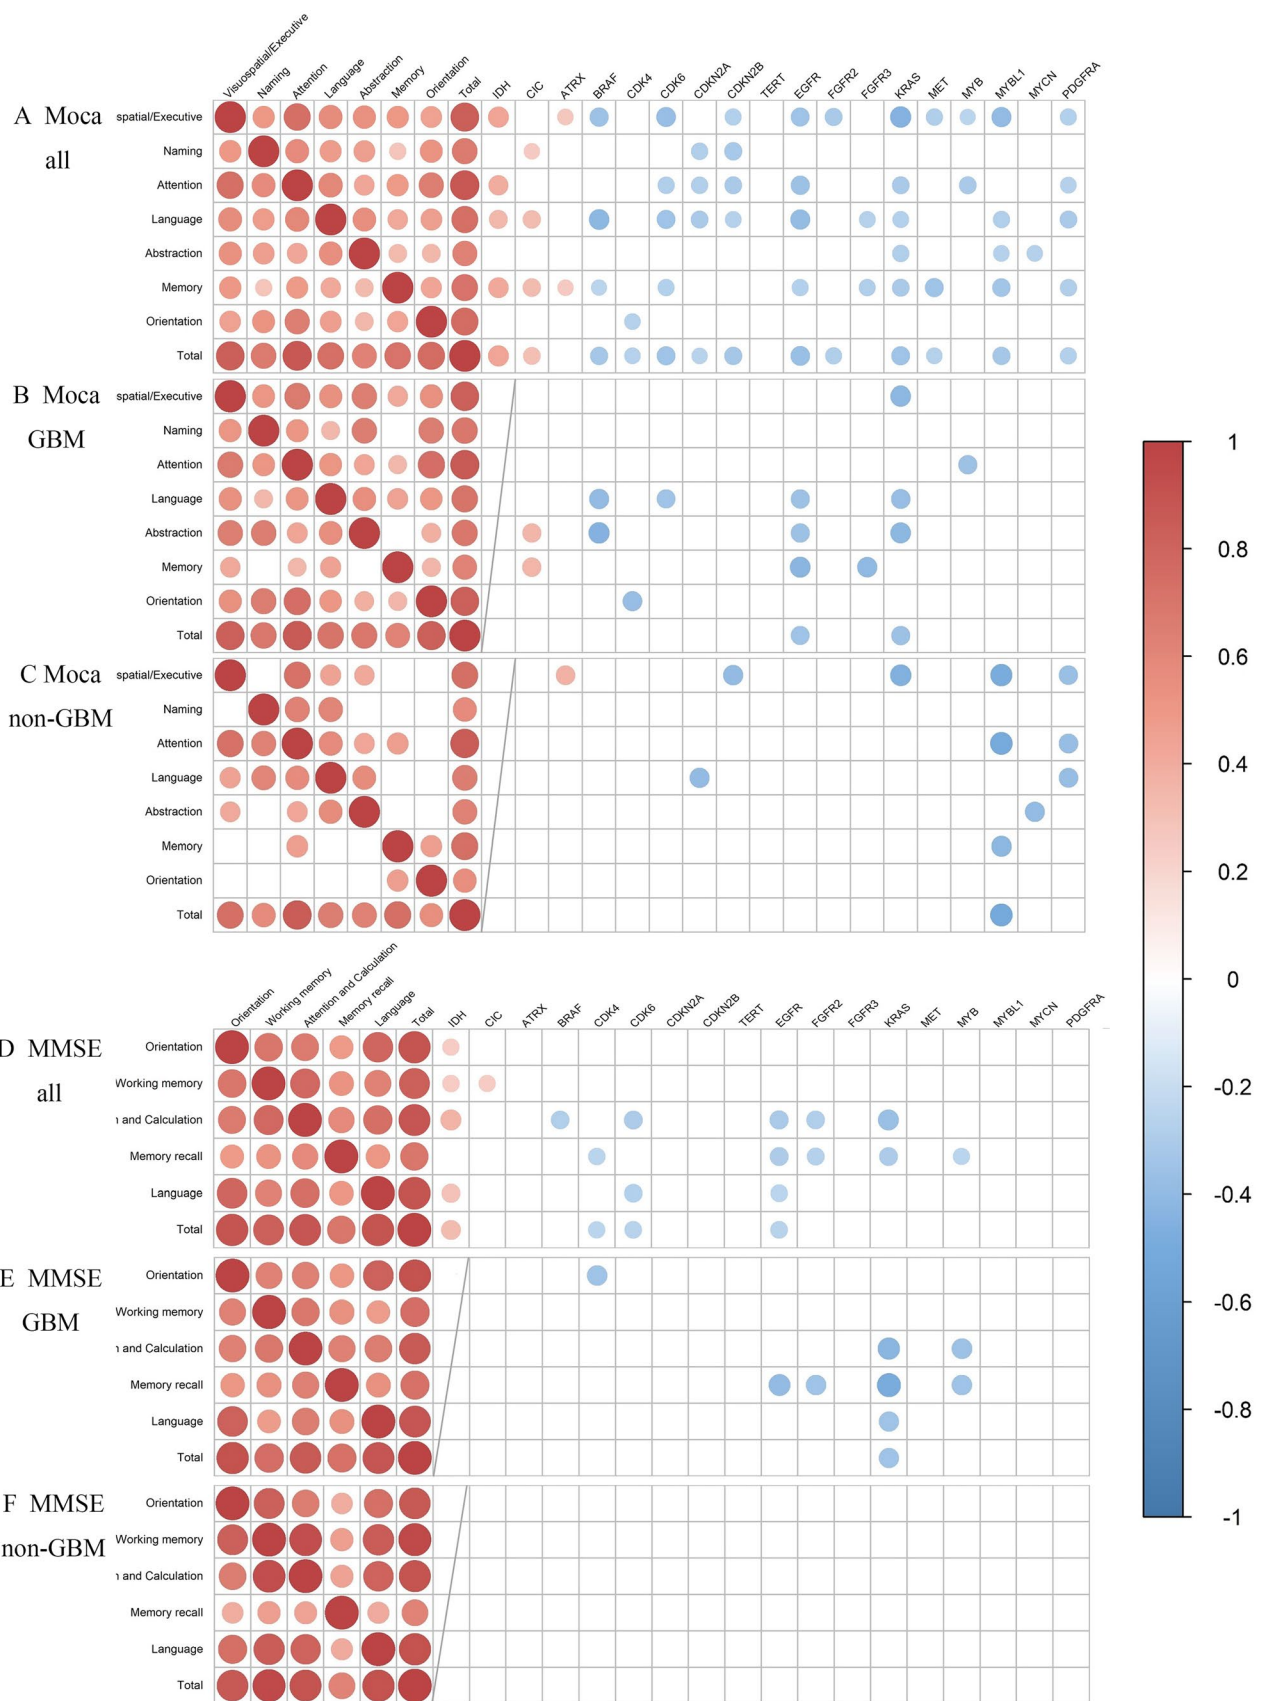 Visuospatial/Executive Naming Attention Language Abstraction Memory Orientation Total IDH CIC ATRX BRAF CDK4 CDK6 CDKN2A CDKN2B TERT EGFR FGFR2 FGFR3 KRAS MET MYB MYBL1 MYCN PDGFRA
A Moca all
spatial/Executive
Naming
Attention
Language
Abstraction
Memory
Orientation
Total
B Moca GBM
spatial/Executive
Naming
Attention
Language
Abstraction
Memory
Orientation
Total
C Moca non-GBM
spatial/Executive
Naming
Attention
Language
Abstraction
Memory
Orientation
Total
Orientation Working memory Attention and Calculation Memory recall Language Total IDH CIC ATRX BRAF CDK4 CDK6 CDKN2A CDKN2B TERT EGFR FGFR2 FGFR3 KRAS MET MYB MYBL1 MYCN PDGFRA
D MMSE all
Orientation
Working memory
n and Calculation
Memory recall
Language
Total
E MMSE GBM
Orientation
Working memory
n and Calculation
Memory recall
Language
Total
F MMSE non-GBM
Orientation
Working memory
n and Calculation
Memory recall
Language
Total
1
0.8
0.6
0.4
0.2
0
-0.2
-0.4
-0.6
-0.8
-1